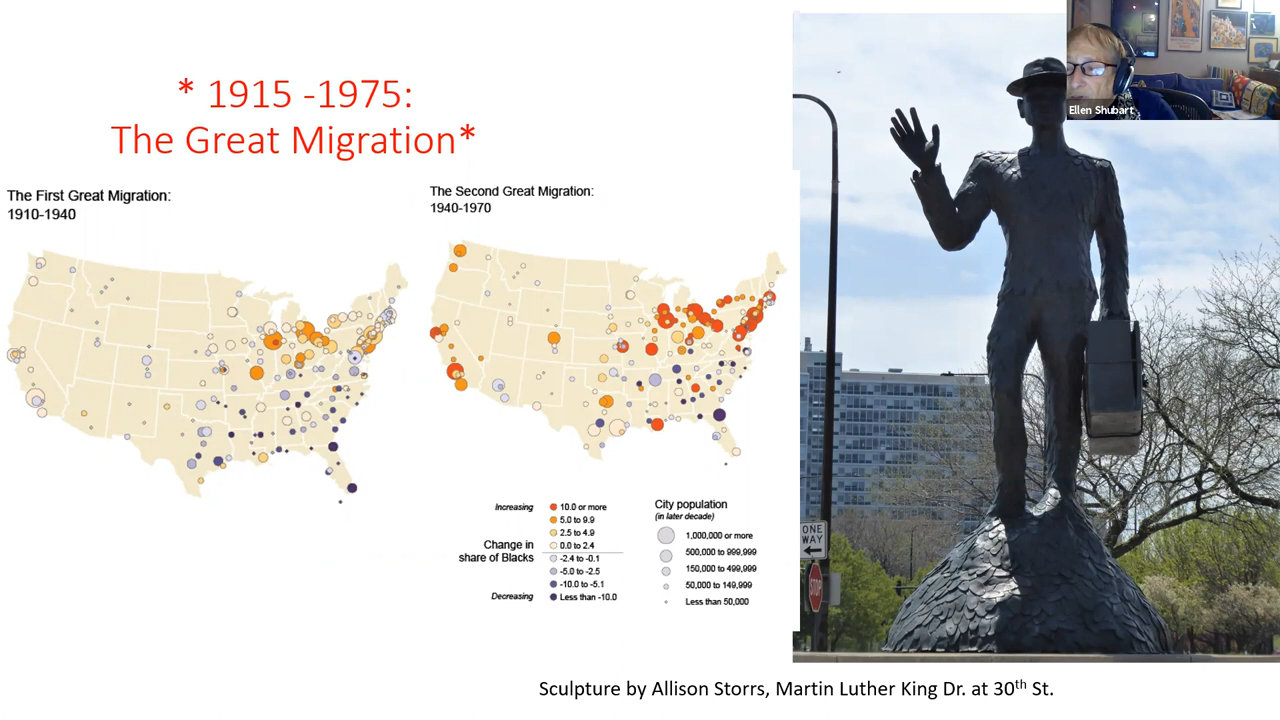 * 1915 -1975:
The Great Migration*
The First Great Migration:
1910-1940
The Second Great Migration:
1940-1970
Increasing
10.0 or more
5.0 to 9.9
2.5 to 4.9
Change in
share of Blacks
0.0 to 2.4
-2.4 to -0.1
-5.0 to -2.5
-10.0 to -5.1
Decreasing
Less than -10.0
City population
(in later decade)
1,000,000 or more
500,000 to 999,999
150,000 to 499,999
50,000 to 149,999
Less than 50,000
ONE
WAY
STOP
Ellen Shubart
Sculpture by Allison Storrs, Martin Luther King Dr. at 30th St.